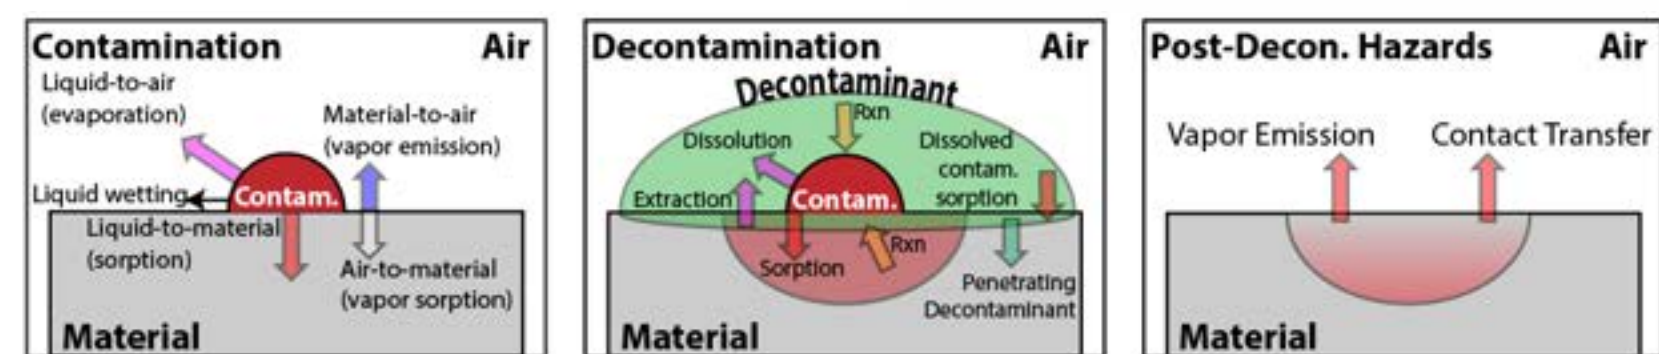 Contamination Air
Liquid-to-air
(evaporation)
Material-to-air
(vapor emission)
Liquid wetting
Contam.
Liquid-to-material
(sorption)
Air-to-material
(vapor sorption)
Material
Decontamination Air
Decontaminant
Rxn
Dissolution
Dissolved
contam.
sorption
Extraction
Contam.
Rxn
Sorption
Penetrating
Decontaminant
Material
Post-Decon. Hazards Air
Vapor Emission Contact Transfer
Material